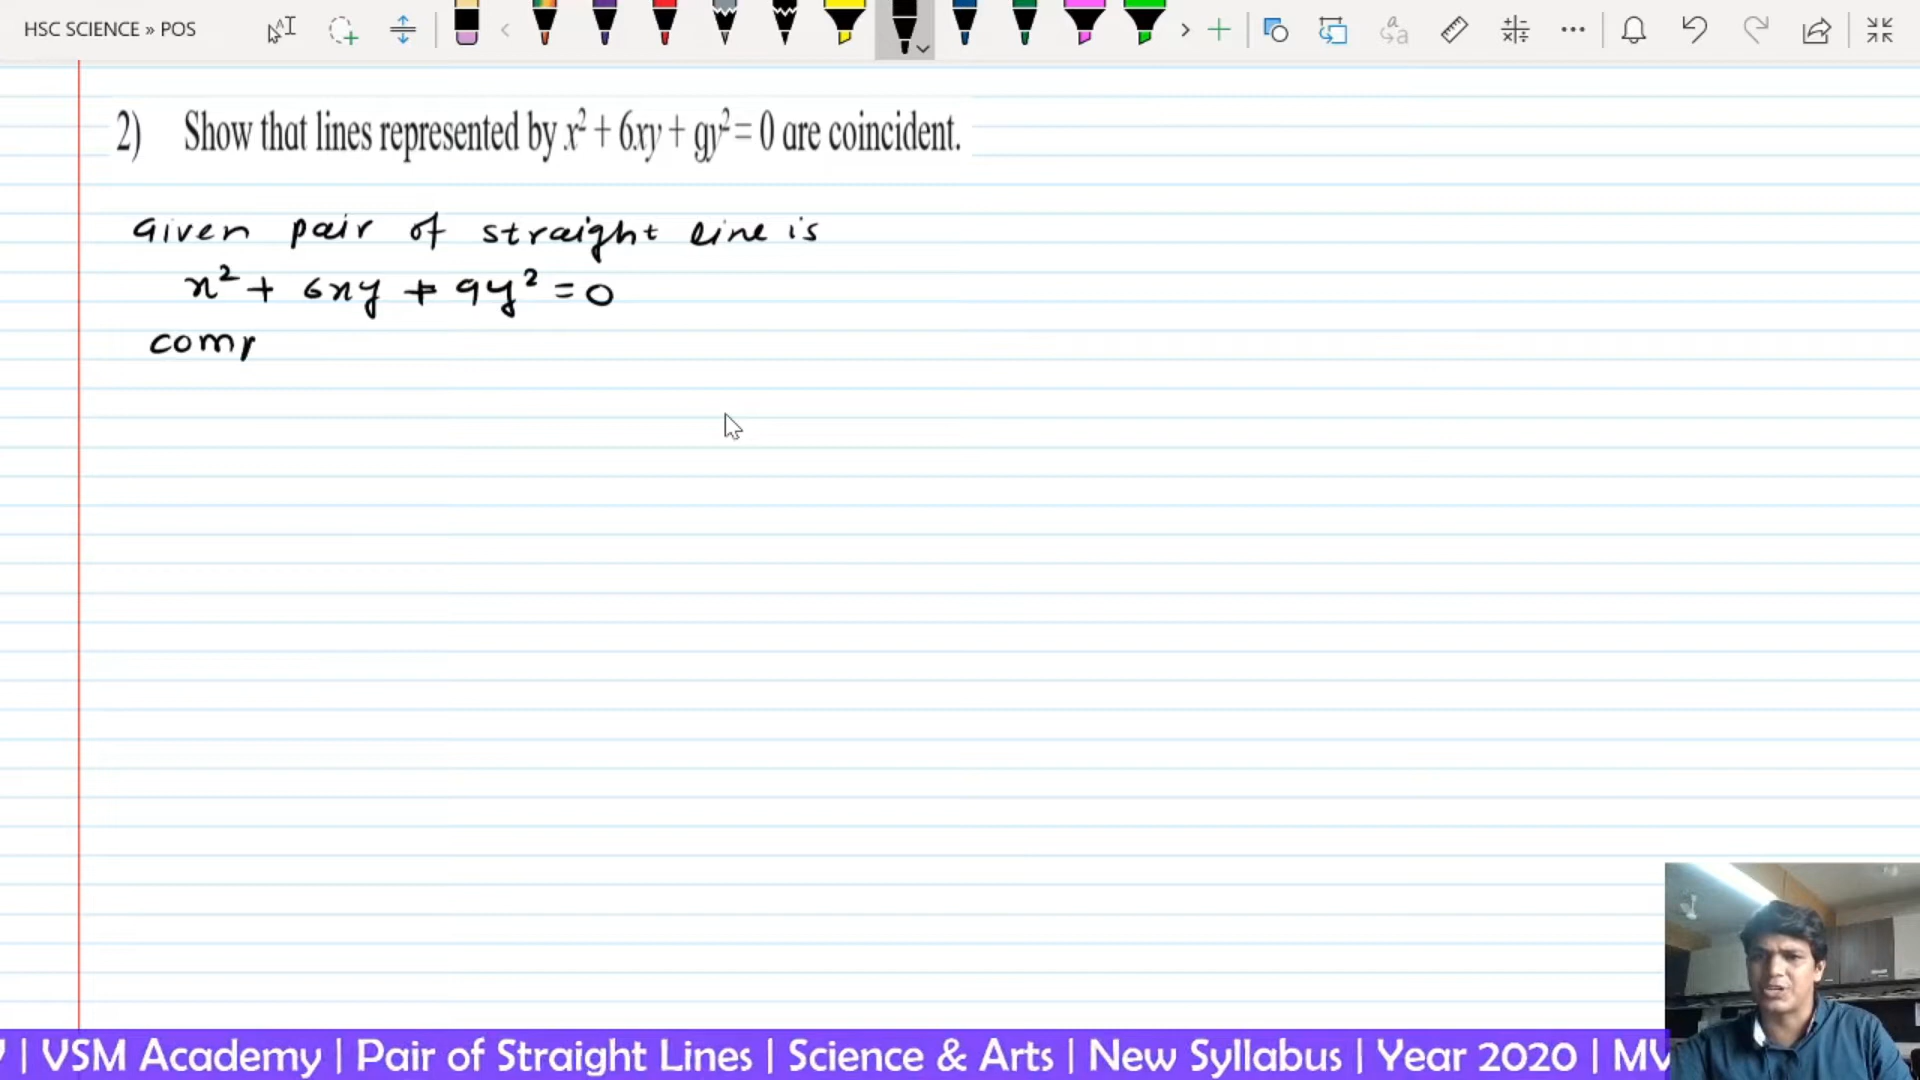 HSC SCIENCE » POS
2) Show that lines represented by x² + 6xy + gy² = 0 are coincident.
Given pair of straight line is
x² + 6xy + 9y² = 0
comp
| VSM Academy | Pair of Straight Lines | Science & Arts | New Syllabus | Year 2020 | MV